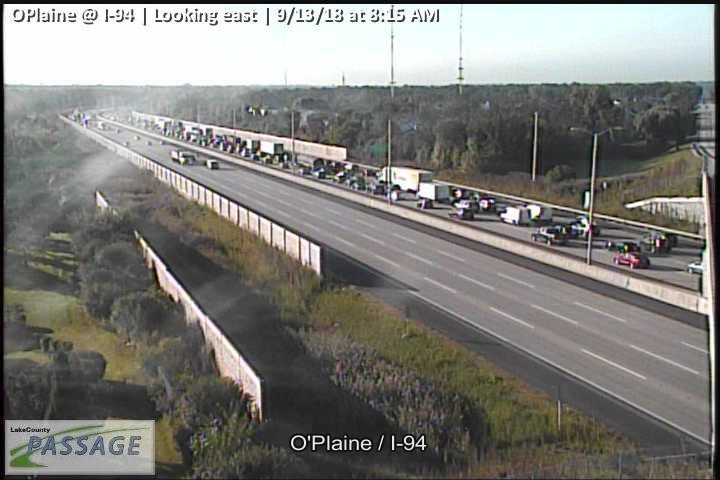 OPlaine @ I-94 | Looking east | 9/13/18 at 8:15 AM
O'Plaine / I-94
LakeCounty
PASSAGE